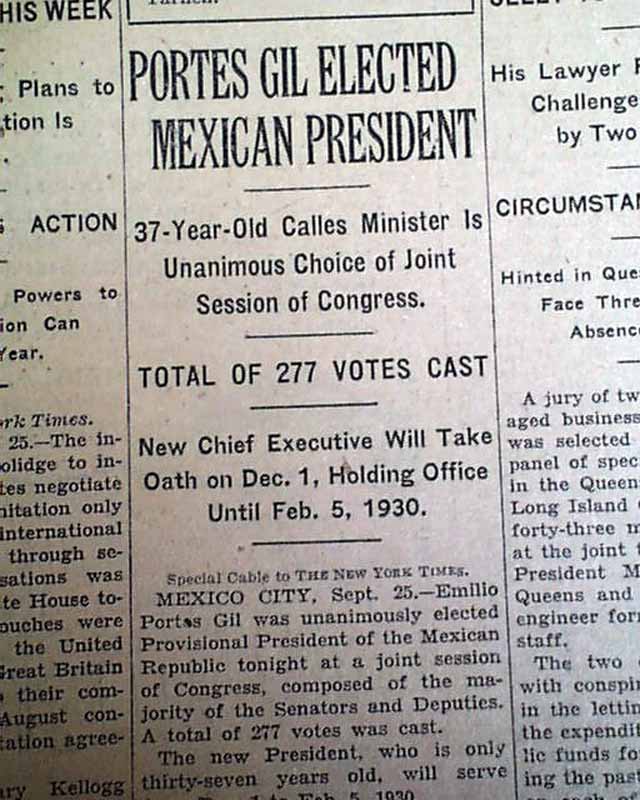 HIS WEEK
Plans to
tion Is
ACTION
Powers to
ion Can
Year.
rk Times.
25.—The in-
olidge to in-
tes negotiate
itation only
international
through se-
sations was
te House to-
ouches were
the United
Great Britain
their com-
August con-
tation agree-
ary Kellogg
PORTES GIL ELECTED
MEXICAN PRESIDENT
37-Year-Old Calles Minister Is
Unanimous Choice of Joint
Session of Congress.
TOTAL OF 277 VOTES CAST
New Chief Executive Will Take
Oath on Dec. 1, Holding Office
Until Feb. 5, 1930.
Special Cable to THE NEW YORK TIMES.
MEXICO CITY, Sept. 25.—Emilio
Portes Gil was unanimously elected
Provisional President of the Mexican
Republic tonight at a joint session
of Congress, composed of the ma-
jority of the Senators and Deputies.
A total of 277 votes was cast.
The new President, who is only
thirty-seven years old, will serve
to Feb. 5, 1930
His Lawyer
Challenge
by Two
CIRCUMSTAN
Hinted in Que
Face Thre
Absence
A jury of tw
aged business
was selected
panel of spec
in the Queens
Long Island
forty-three m
at the joint t
President M
Queens and
engineer for
staff.
The two
with conspi
in the lettin
the expendit
lic funds fo
ing the past